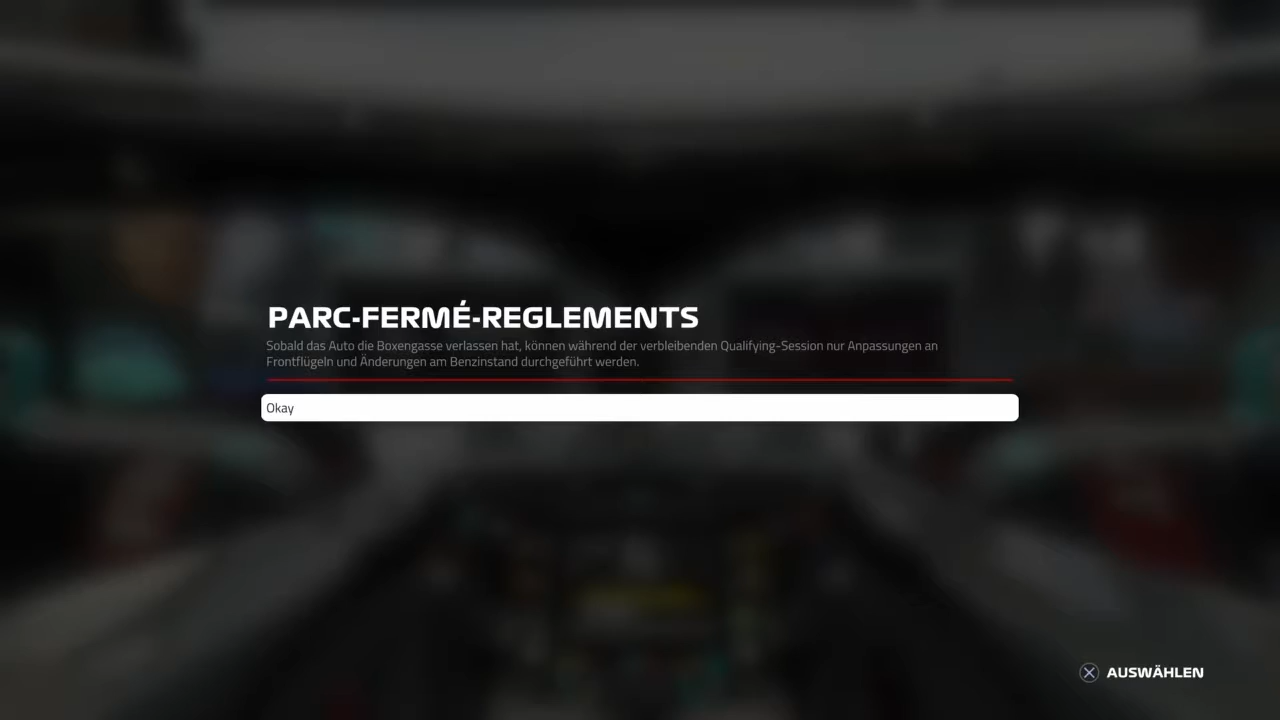 PARC-FERMÉ-REGLEMENTS
Sobald das Auto die Boxengasse verlassen hat, können während der verbleibenden Qualifying-Session nur Anpassungen an
Frontflügeln und Änderungen am Benzinstand durchgeführt werden.
Okay
AUSWÄHLEN